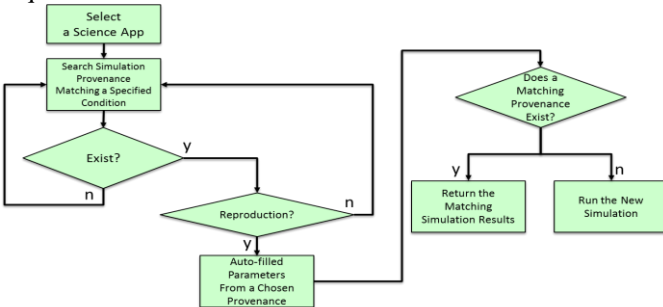 Select
a Science App
Search Simulation
Provenance
Matching a Specified
Condition
Exist?
y
n
Reproduction?
n
y
Auto-filled
Parameters
From a Chosen
Provenance
Does a
Matching
Provenance
Exist?
y
n
Return the
Matching
Simulation Results
Run the New
Simulation